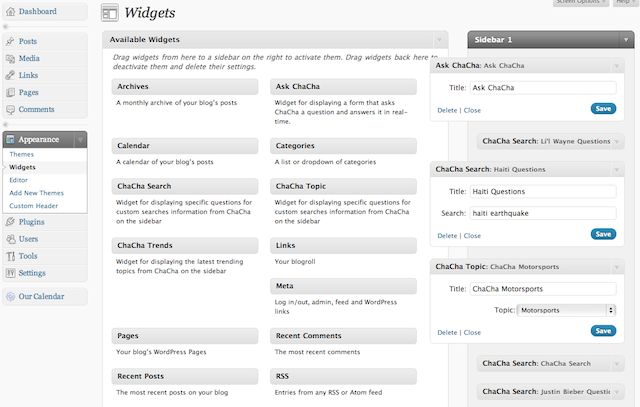 Screen Options
Help
Dashboard
Posts
Media
Links
Pages
Comments
Appearance
Themes
Widgets
Editor
Add New Themes
Custom Header
Plugins
Users
Tools
Settings
Our Calendar
Widgets
Available Widgets
Drag widgets from here to a sidebar on the right to activate them. Drag widgets back here to
deactivate them and delete their settings.
Archives
A monthly archive of your blog's posts
Ask ChaCha
Widget for displaying a form that asks
ChaCha a question and answers it in real-
time.
Calendar
A calendar of your blog's posts
Categories
A list or dropdown of categories
ChaCha Search
Widget for displaying specific questions for
custom searches information from ChaCha
on the sidebar
ChaCha Topic
Widget for displaying specific questions for
custom searches information from ChaCha
on the sidebar
ChaCha Trends
Widget for displaying the latest trending
topics from ChaCha on the sidebar
Links
Your blogroll
Meta
Log in/out, admin, feed and WordPress
links
Pages
Your blog's WordPress Pages
Recent Comments
The most recent comments
Recent Posts
The most recent posts on your blog
RSS
Entries from any RSS or Atom feed
Sidebar 1
Ask ChaCha: Ask ChaCha
Title: Ask ChaCha
Delete | Close
Save
ChaCha Search: Li'l Wayne Questions
ChaCha Search: Haiti Questions
Title: Haiti Questions
Search: haiti earthquake
Delete | Close
Save
ChaCha Topic: ChaCha Motorsports
Title: ChaCha Motorsports
Topic: Motorsports
Delete | Close
Save
ChaCha Search: ChaCha Search
ChaCha Search: Justin Bieber Questi